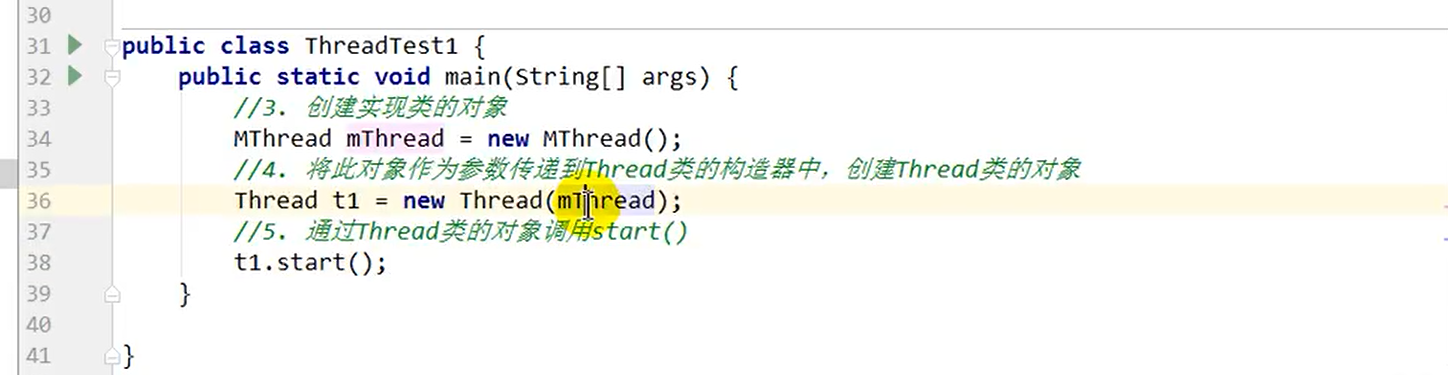 30
31 public class ThreadTest1 {
32 public static void main(String[] args) {
33 //3. 创建实现类的对象
34 MThread mThread = new MThread();
35 //4. 将此对象作为参数传递到Thread类的构造器中，创建Thread类的对象
36 Thread t1 = new Thread(mThread);
37 //5. 通过Thread类的对象调用start()
38 t1.start();
39 }
40
41 }